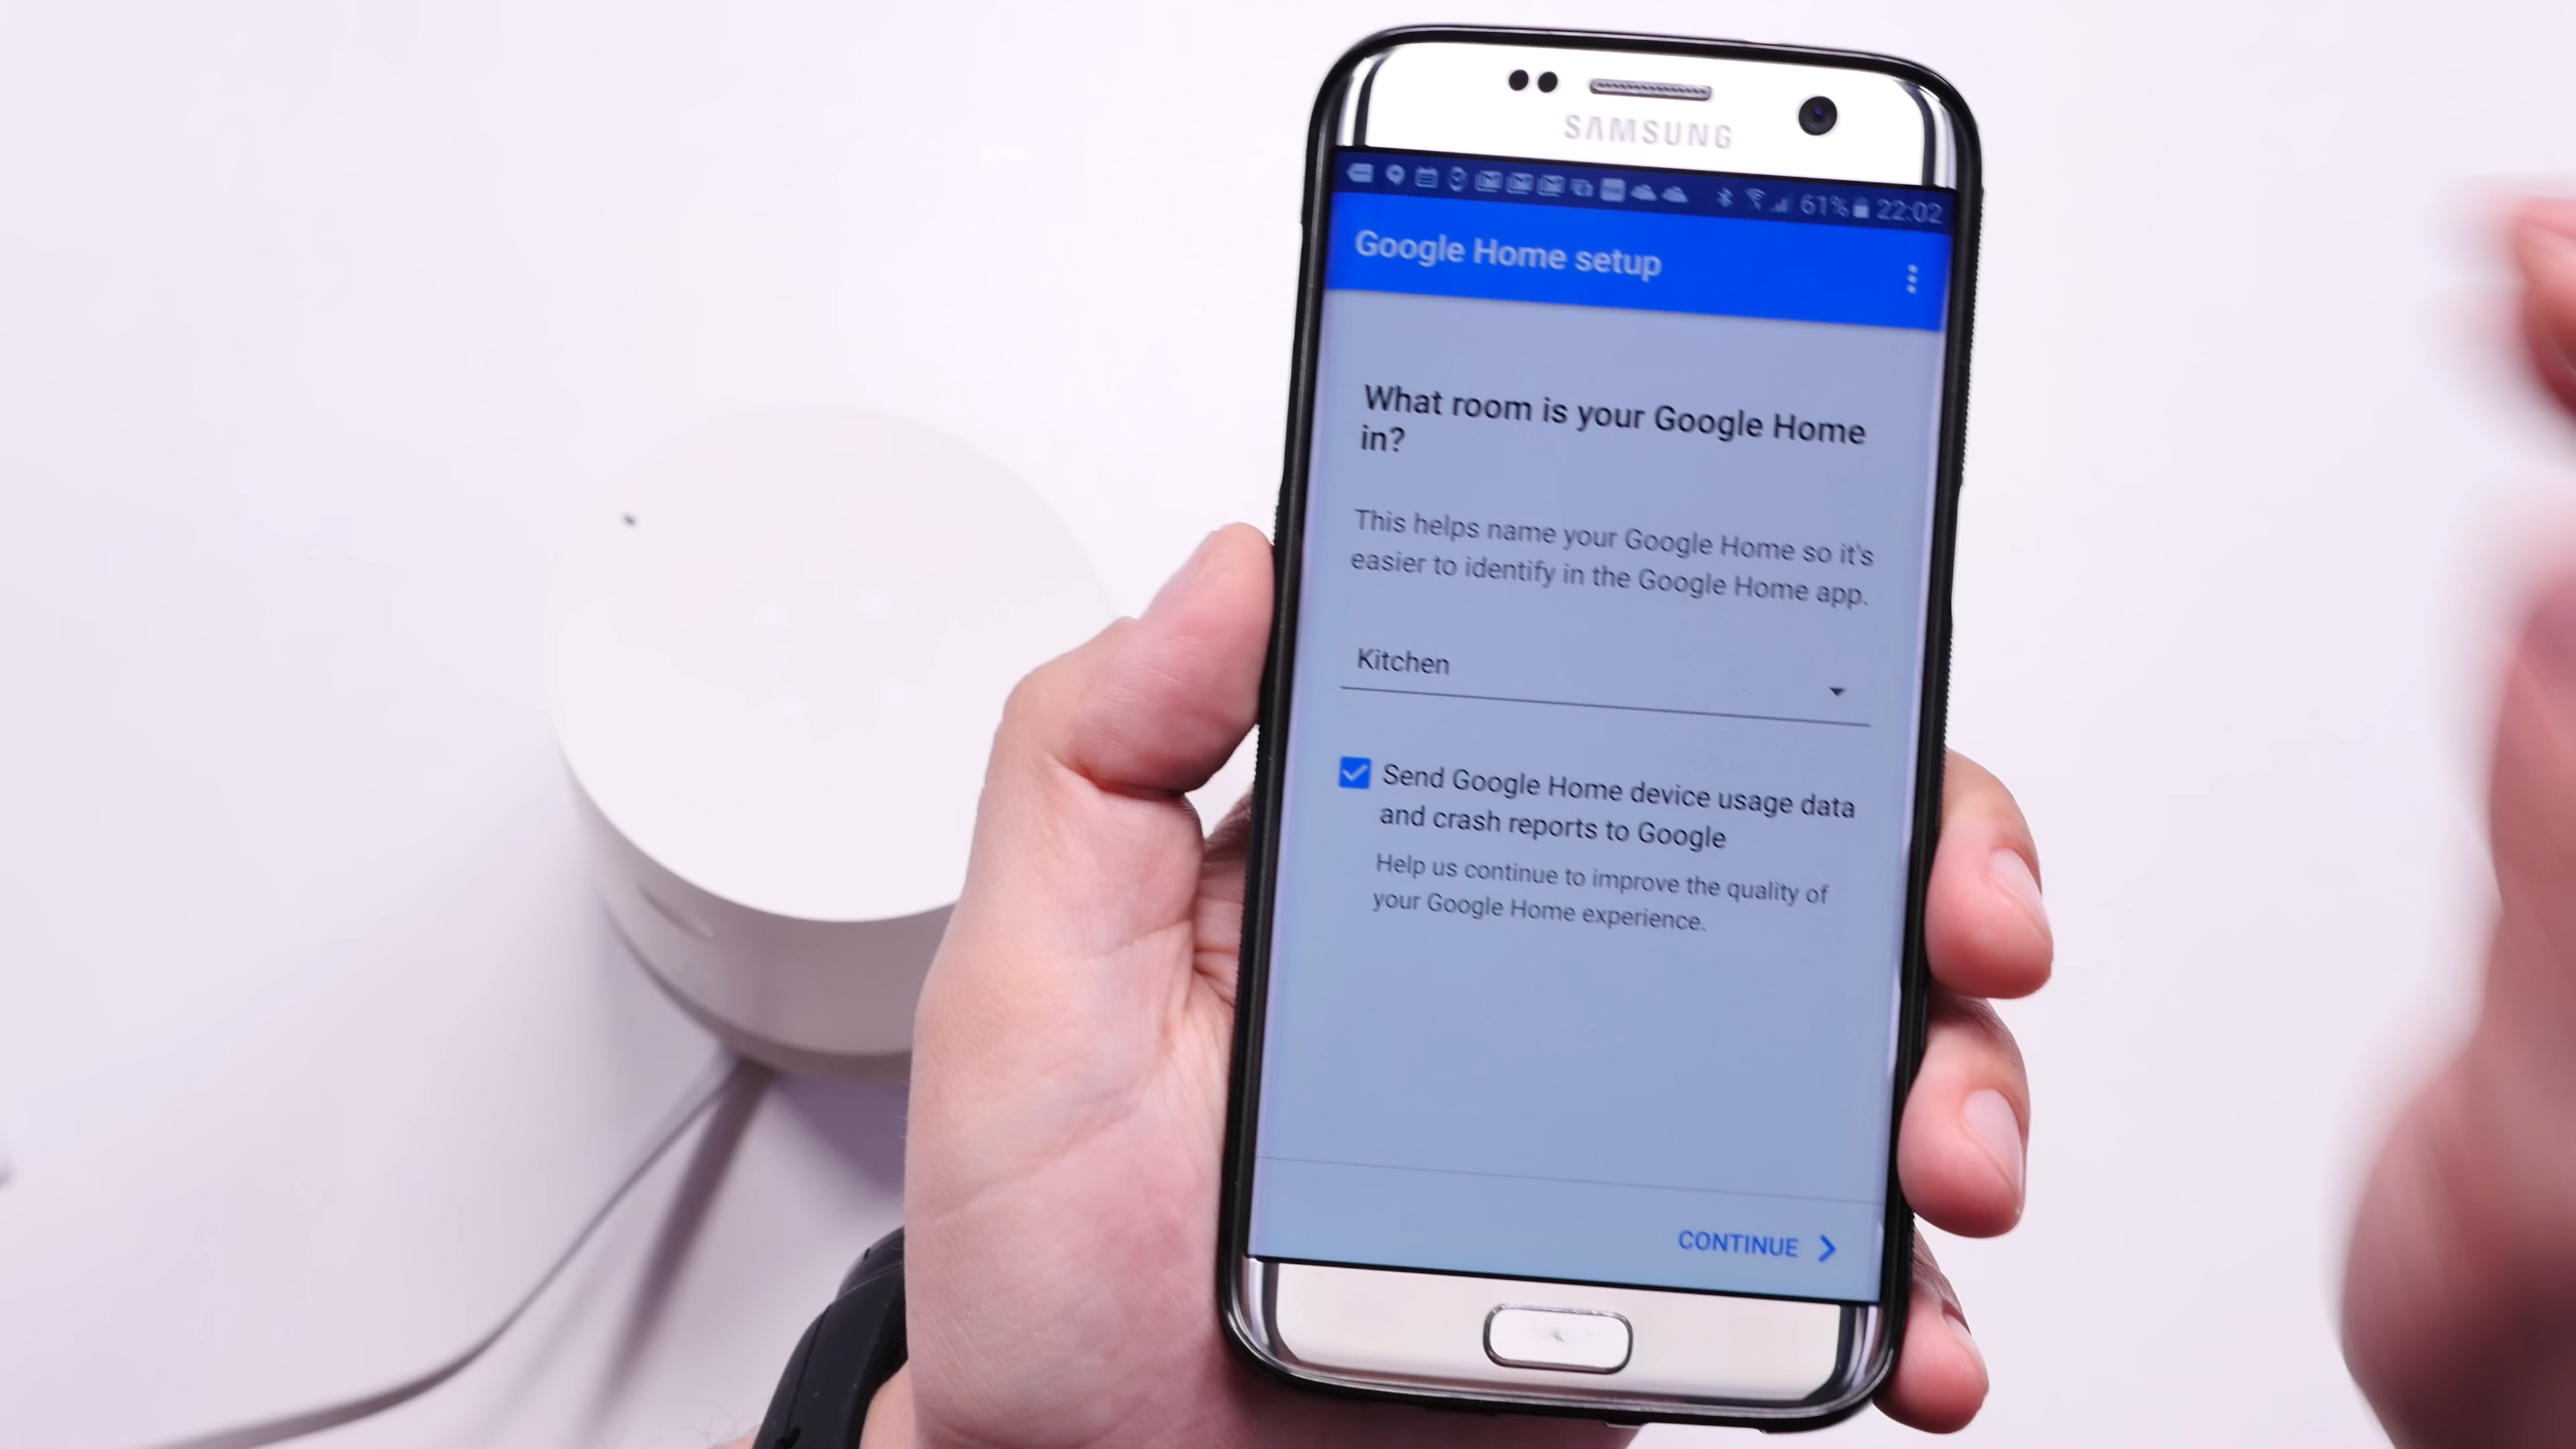 SAMSUNG
61% 22:02
Google Home setup
What room is your Google Home
in?
This helps name your Google Home so it's
easier to identify in the Google Home app.
Kitchen
Send Google Home device usage data
and crash reports to Google
Help us continue to improve the quality of
your Google Home experience.
CONTINUE